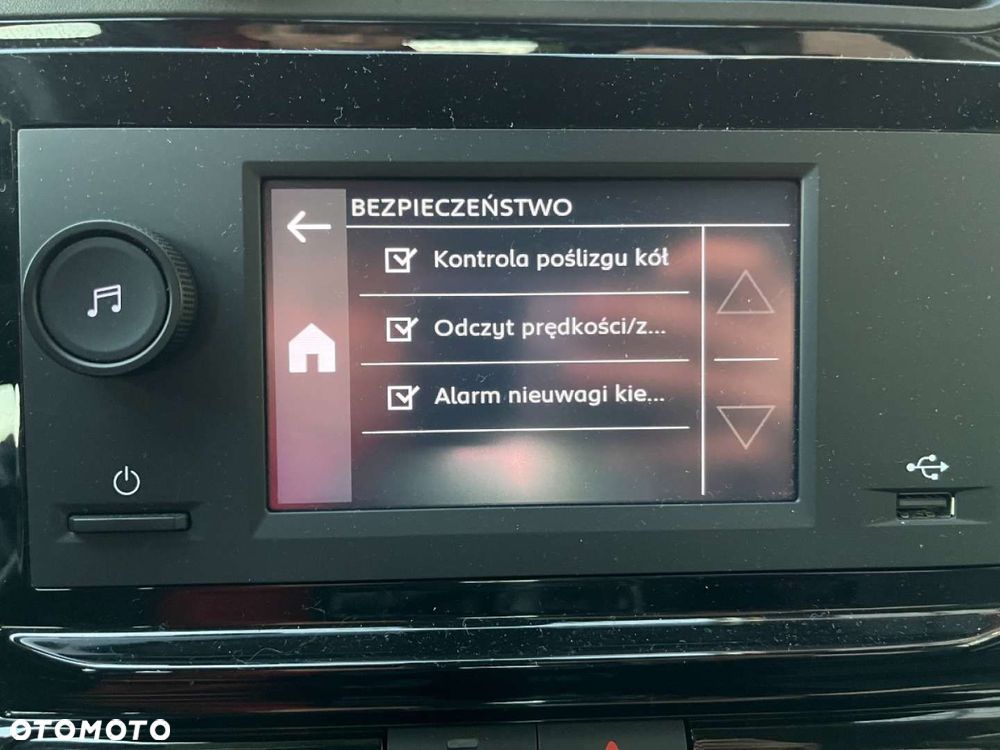 BEZPIECZEŃSTWO
Kontrola poślizgu kół
Odczyt prędkości/z...
Alarm nieuwagi kie...
OTOMOTO